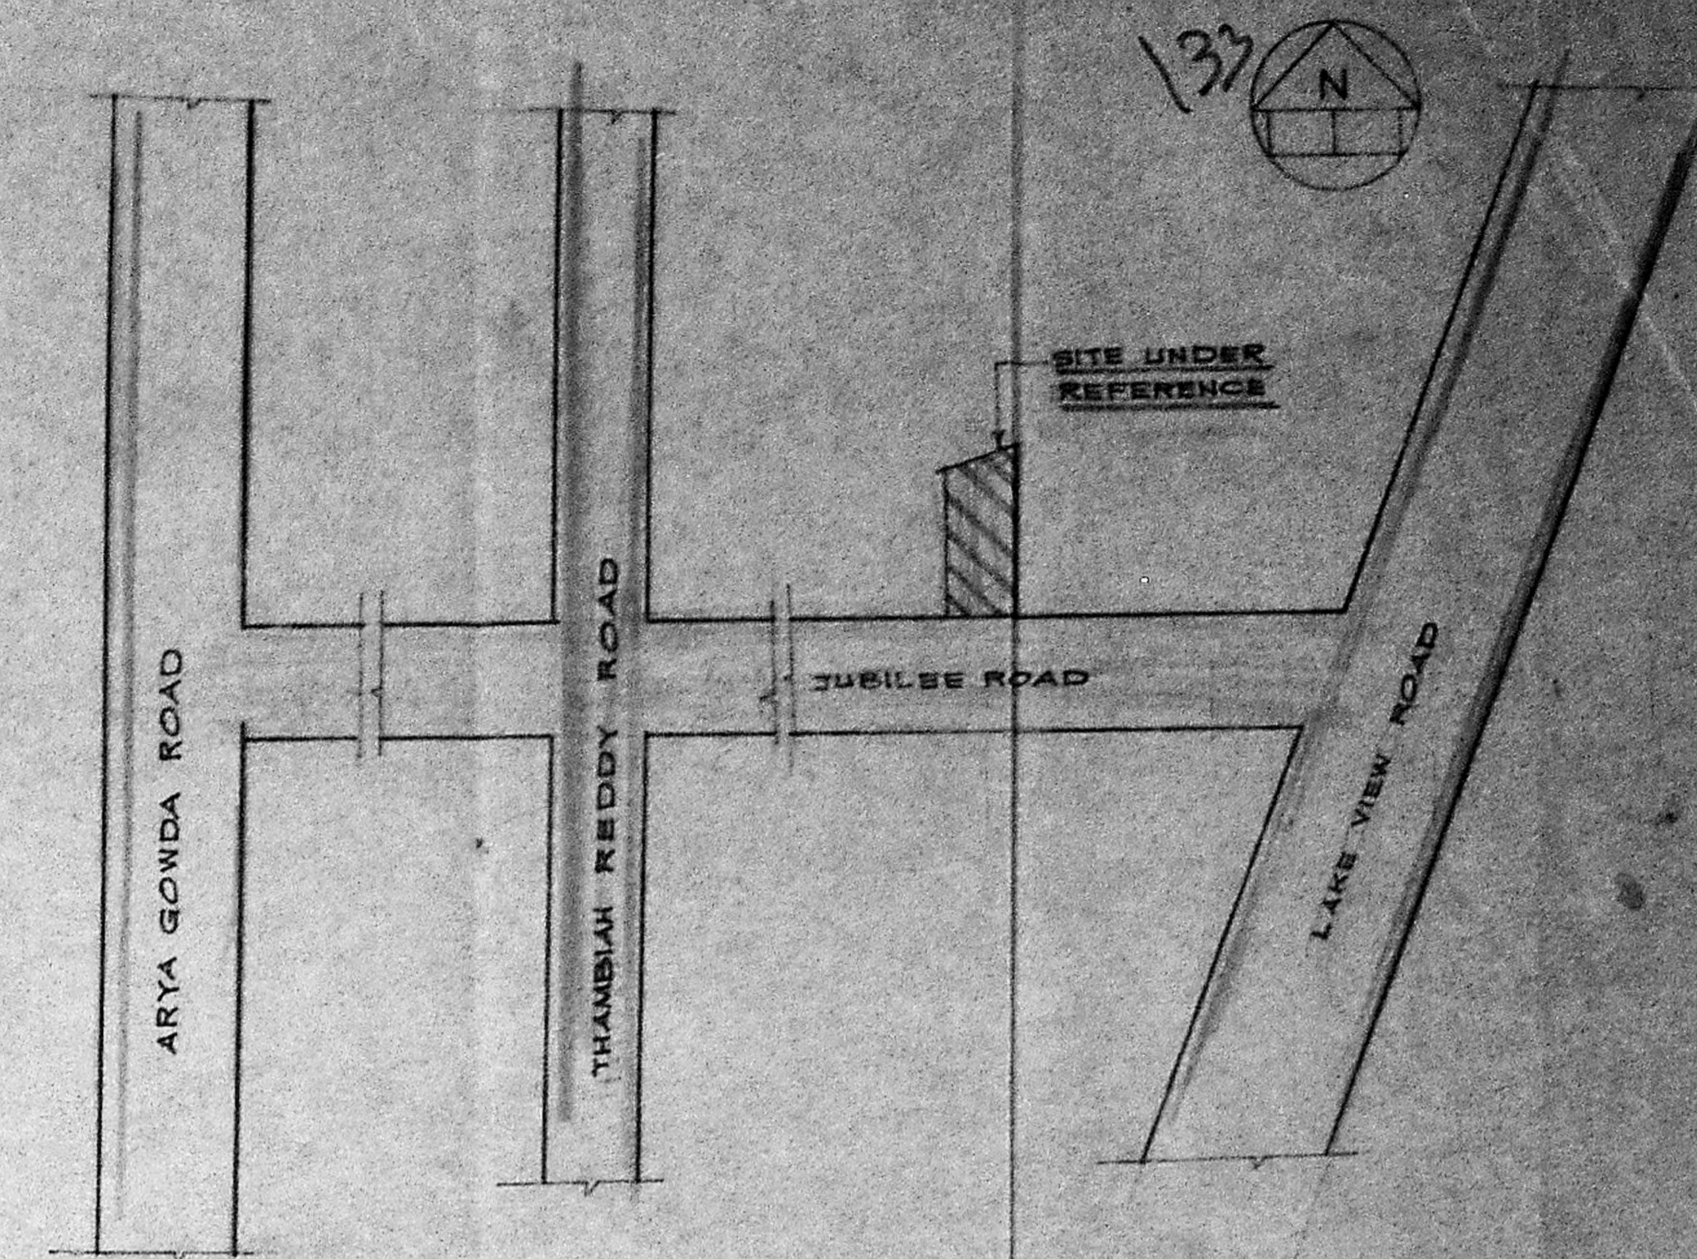 133
N
SITE UNDER
REFERENCE
ARYA GOWDA ROAD
THAMBIAH REDDY ROAD
JUBILEE ROAD
LAKE VIEW ROAD